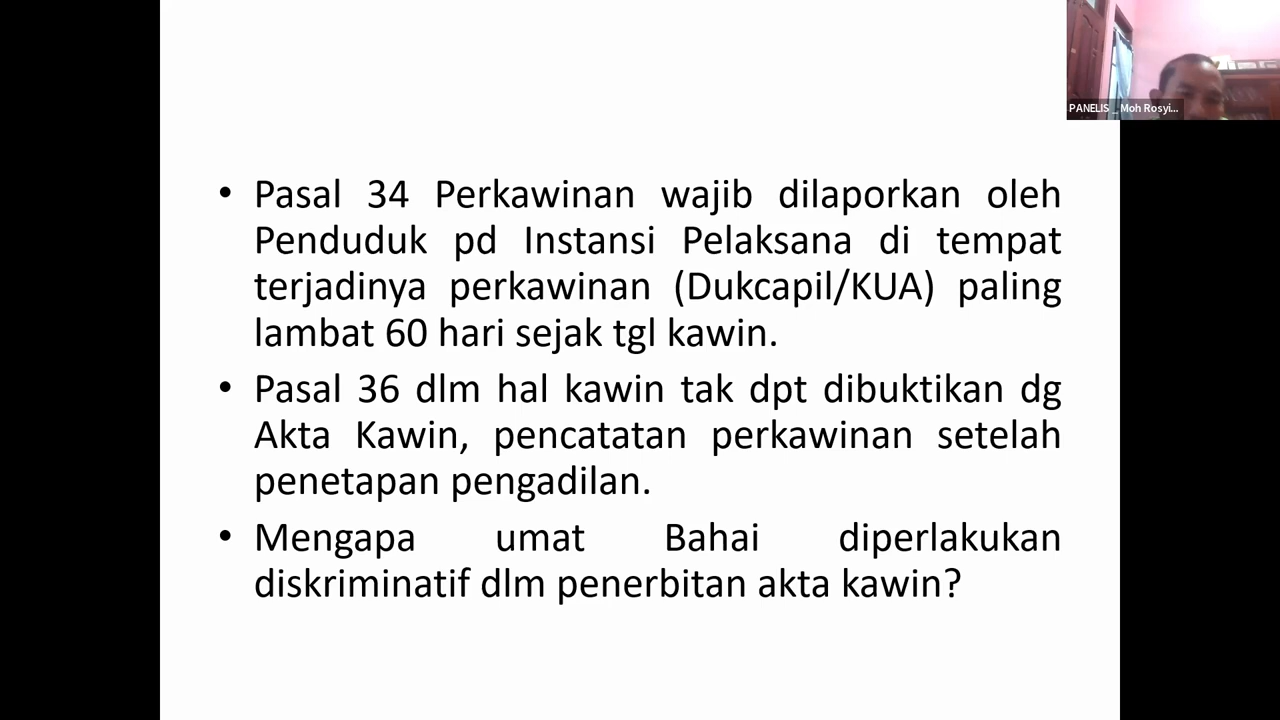 PANELIS _ Moh Rosyi...
• Pasal 34 Perkawinan wajib dilaporkan oleh
Penduduk pd Instansi Pelaksana di tempat
terjadinya perkawinan (Dukcapil/KUA) paling
lambat 60 hari sejak tgl kawin.
• Pasal 36 dlm hal kawin tak dpt dibuktikan dg
Akta Kawin, pencatatan perkawinan setelah
penetapan pengadilan.
• Mengapa umat Bahai diperlakukan
diskriminatif dlm penerbitan akta kawin?